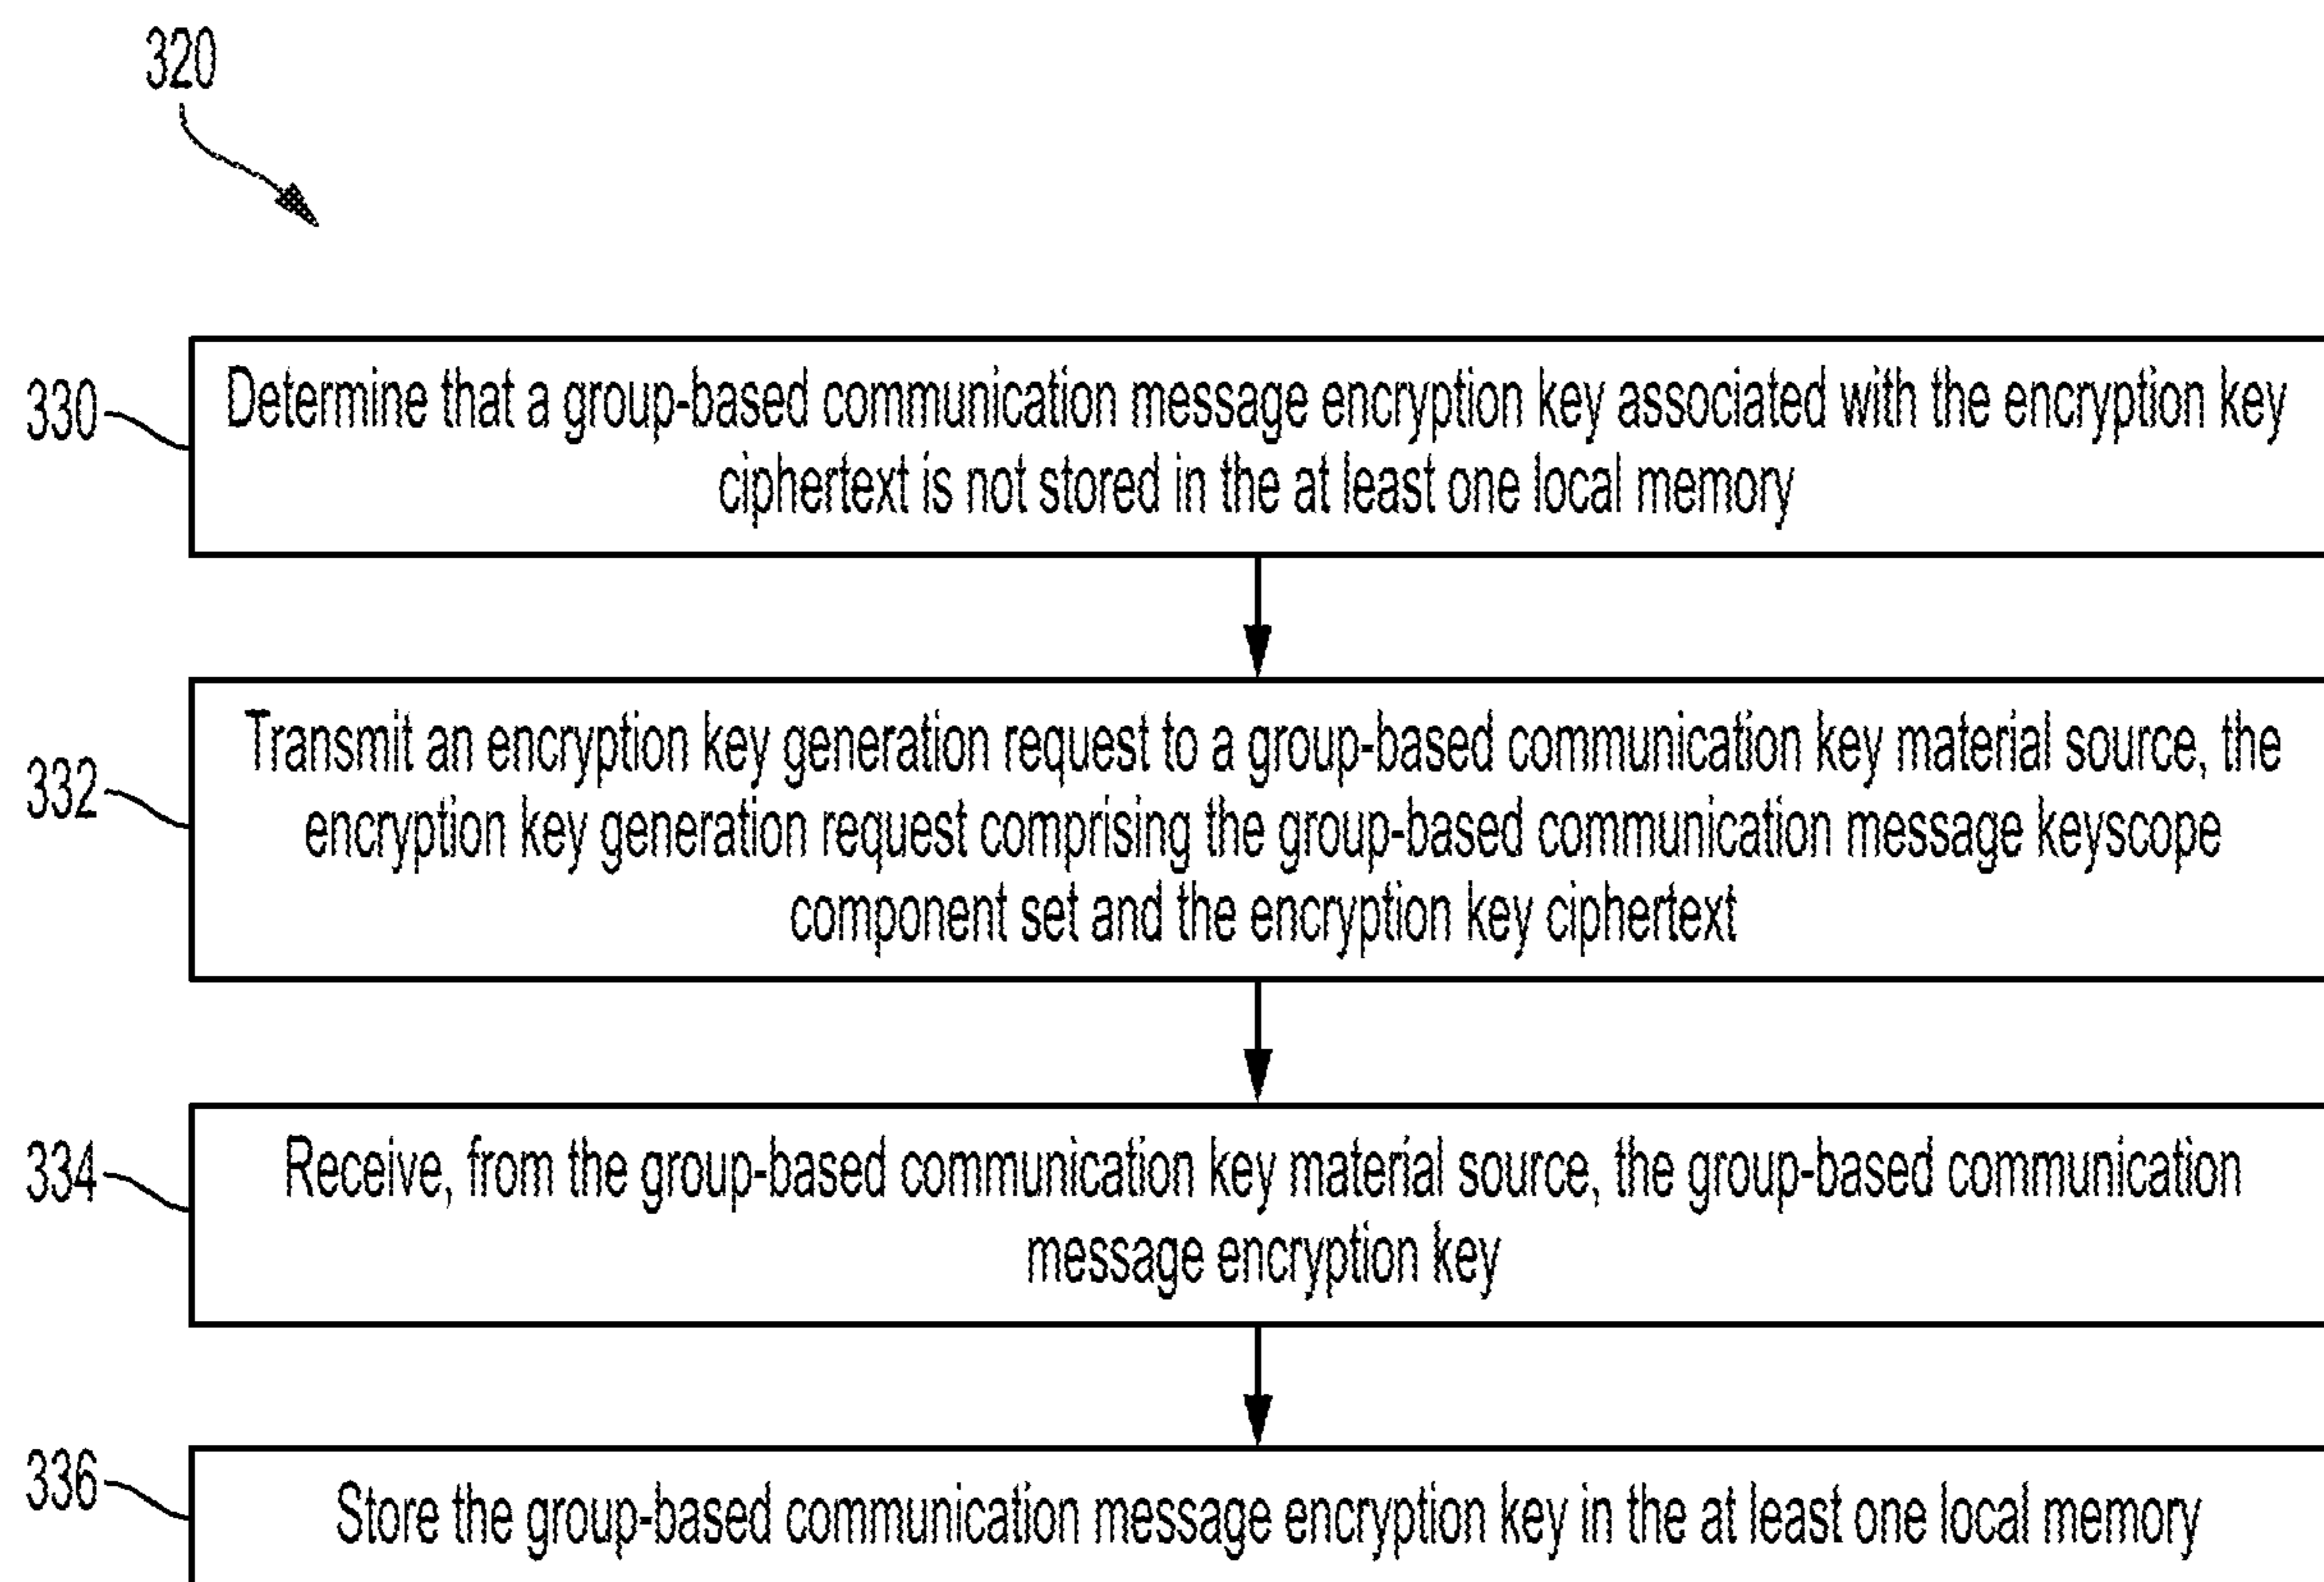 320
330
Determine that a group-based communication message encryption key associated with the encryption key
ciphertext is not stored in the at least one local memory
332
Transmit an encryption key generation request to a group-based communication key material source, the
encryption key generation request comprising the group-based communication message keyscope
component set and the encryption key ciphertext
334
Receive, from the group-based communication key material source, the group-based communication
message encryption key
336
Store the group-based communication message encryption key in the at least one local memory